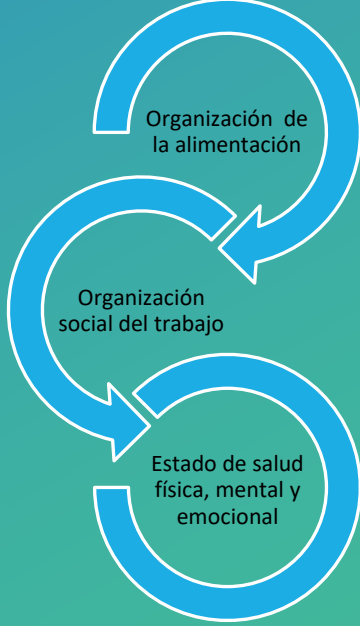 Organización de
la alimentación
Organización
social del trabajo
Estado de salud
física, mental y
emocional